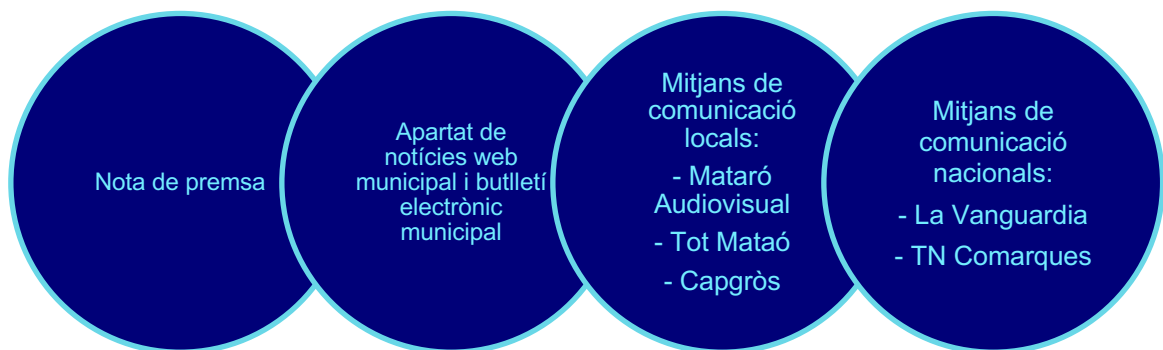 Nota de premsa
Apartat de
notícies web
municipal i butlletí
electrònic
municipal
Mitjans de
comunicació
locals:
- Mataró
Audiovisual
- Tot Mataó
- Capgròs
Mitjans de
comunicació
nacionals:
- La Vanguardia
- TN Comarques